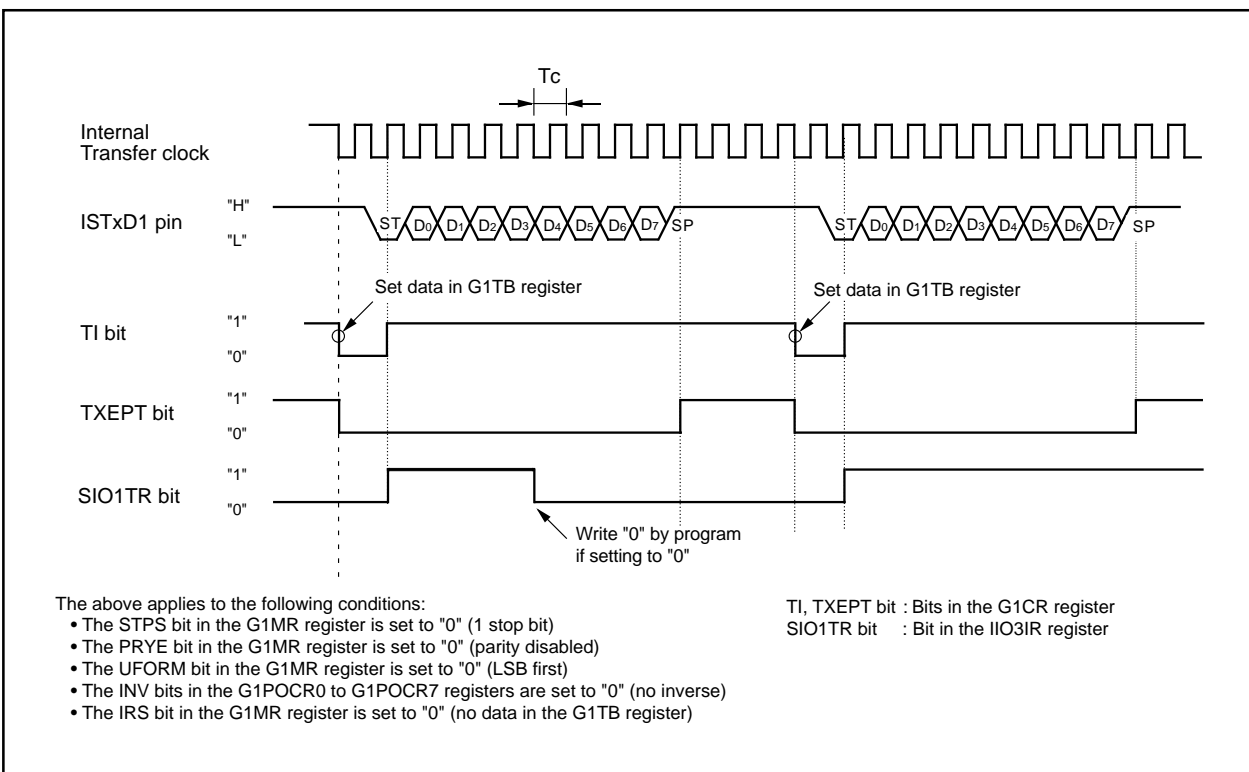 Tc
Internal
Transfer clock
ISTxD1 pin
"H"
"L"
ST D0 D1 D2 D3 D4 D5 D6 D7 SP
ST D0 D1 D2 D3 D4 D5 D6 D7 SP
Set data in G1TB register
Set data in G1TB register
TI bit
"1"
"0"
TXEPT bit
"1"
"0"
SIO1TR bit
"1"
"0"
Write "0" by program
if setting to "0"
The above applies to the following conditions:
• The STPS bit in the G1MR register is set to "0" (1 stop bit)
• The PRYE bit in the G1MR register is set to "0" (parity disabled)
• The UFORM bit in the G1MR register is set to "0" (LSB first)
• The INV bits in the G1POCR0 to G1POCR7 registers are set to "0" (no inverse)
• The IRS bit in the G1MR register is set to "0" (no data in the G1TB register)
TI, TXEPT bit : Bits in the G1CR register
SIO1TR bit : Bit in the IIO3IR register